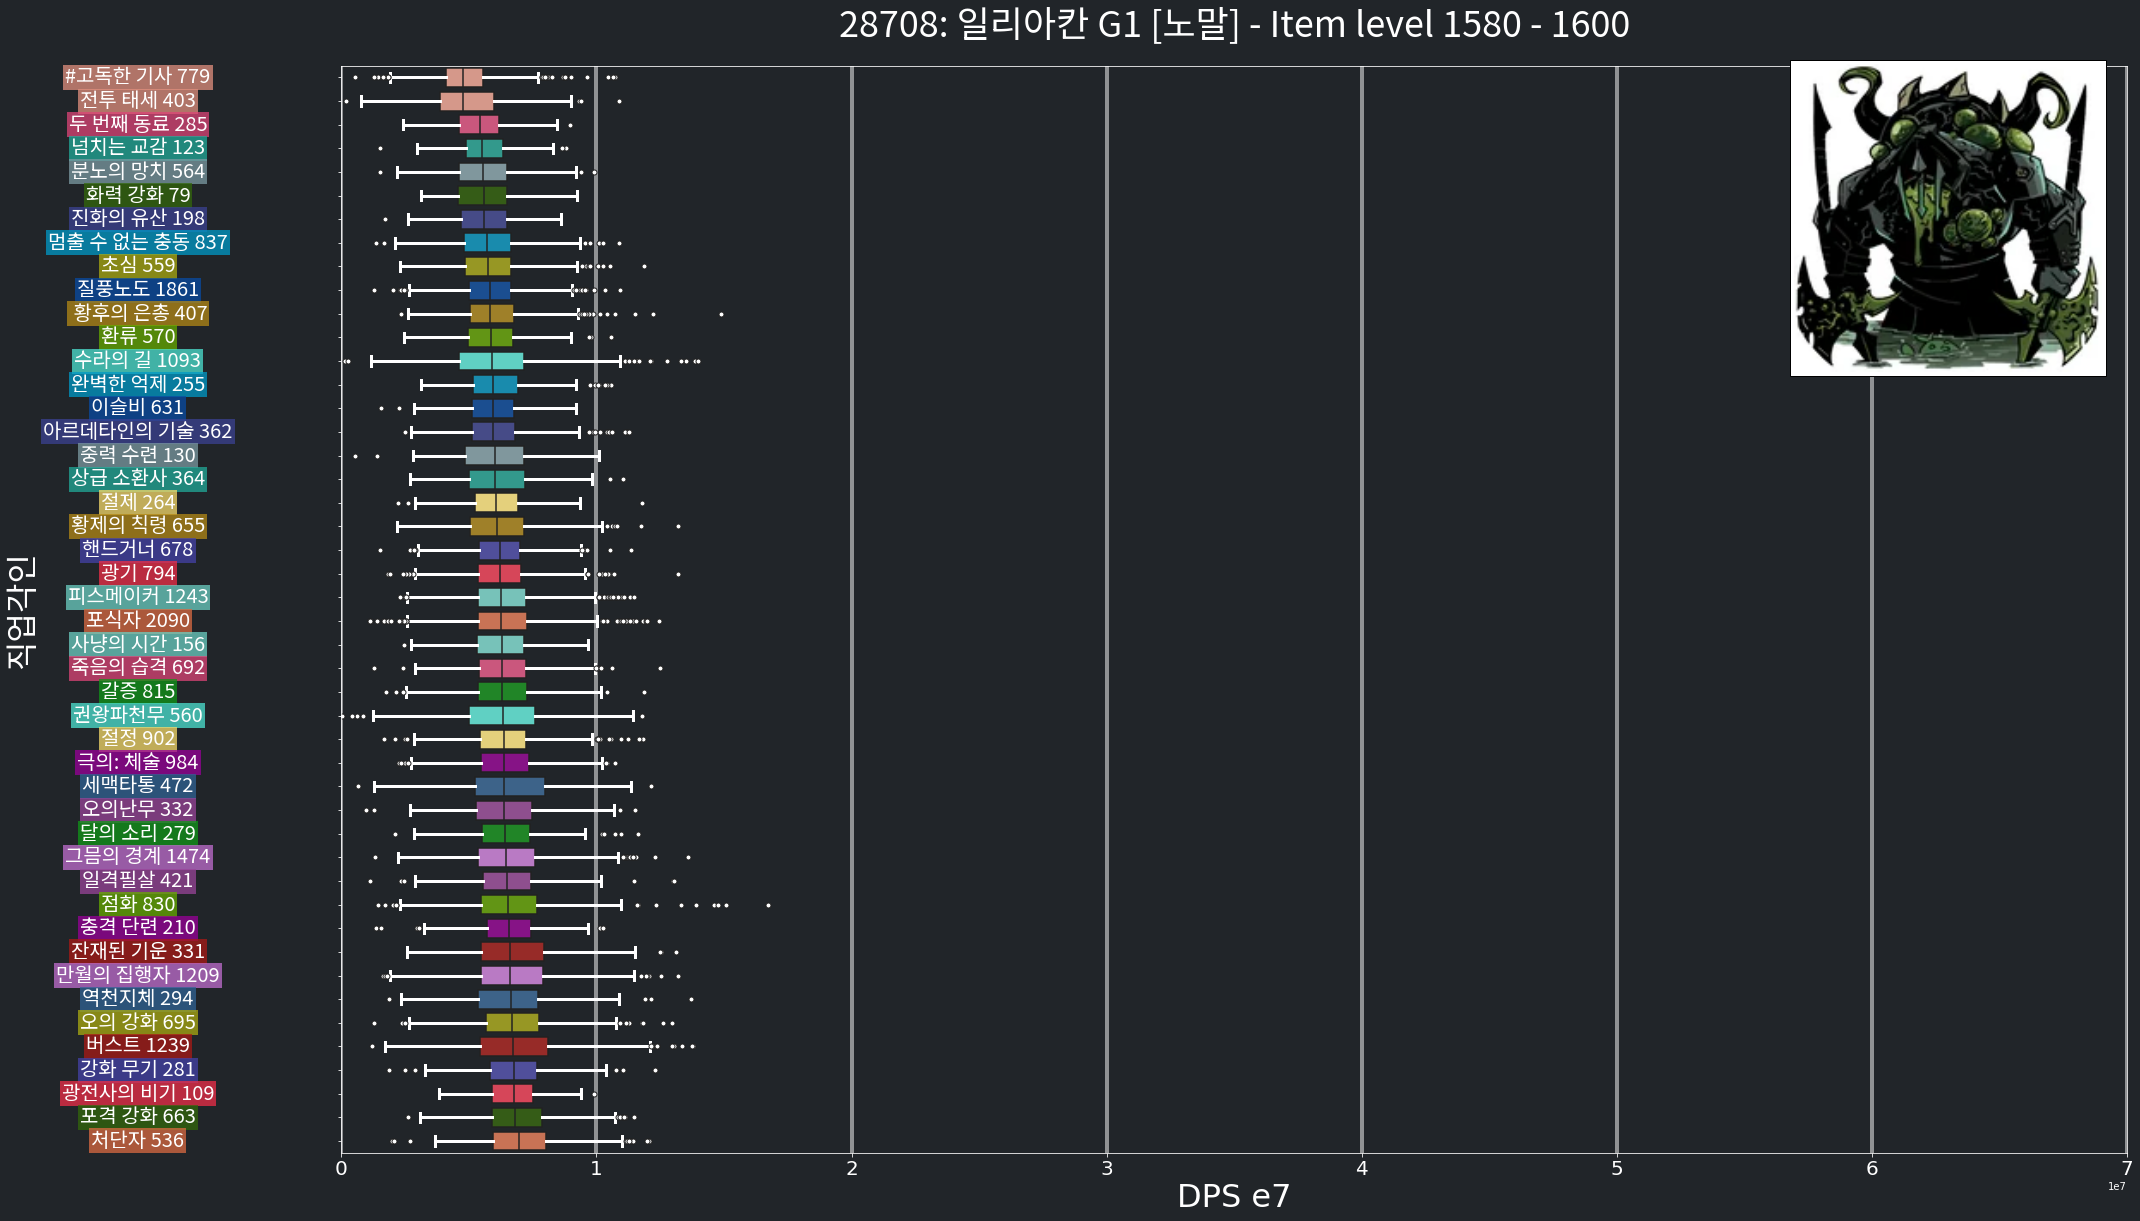 28708: 일리아칸 G1 [노말] - Item level 1580 - 1600
#고독한 기사 779
전투 태세 403
두 번째 동료 285
넘치는 교감 123
분노의 망치 564
화력 강화 79
진화의 유산 198
멈출 수 없는 충동 837
초심 559
질풍노도 1861
황후의 은총 407
환류 570
수라의 길 1093
완벽한 억제 255
이슬비 631
아르데타인의 기술 362
중력 수련 130
상급 소환사 364
절제 264
황제의 칙령 655
핸드거너 678
광기 794
피스메이커 1243
포식자 2090
사냥의 시간 156
죽음의 습격 692
갈증 815
권왕파천무 560
절정 902
극의: 체술 984
세맥타통 472
오의난무 332
달의 소리 279
그믐의 경계 1474
일격필살 421
점화 830
충격 단련 210
잔재된 기운 331
만월의 집행자 1209
역천지체 294
오의 강화 695
버스트 1239
강화 무기 281
광전사의 비기 109
포격 강화 663
처단자 536
직업각인
0 1 2 3 4 5 6 7
1e7
DPS e7